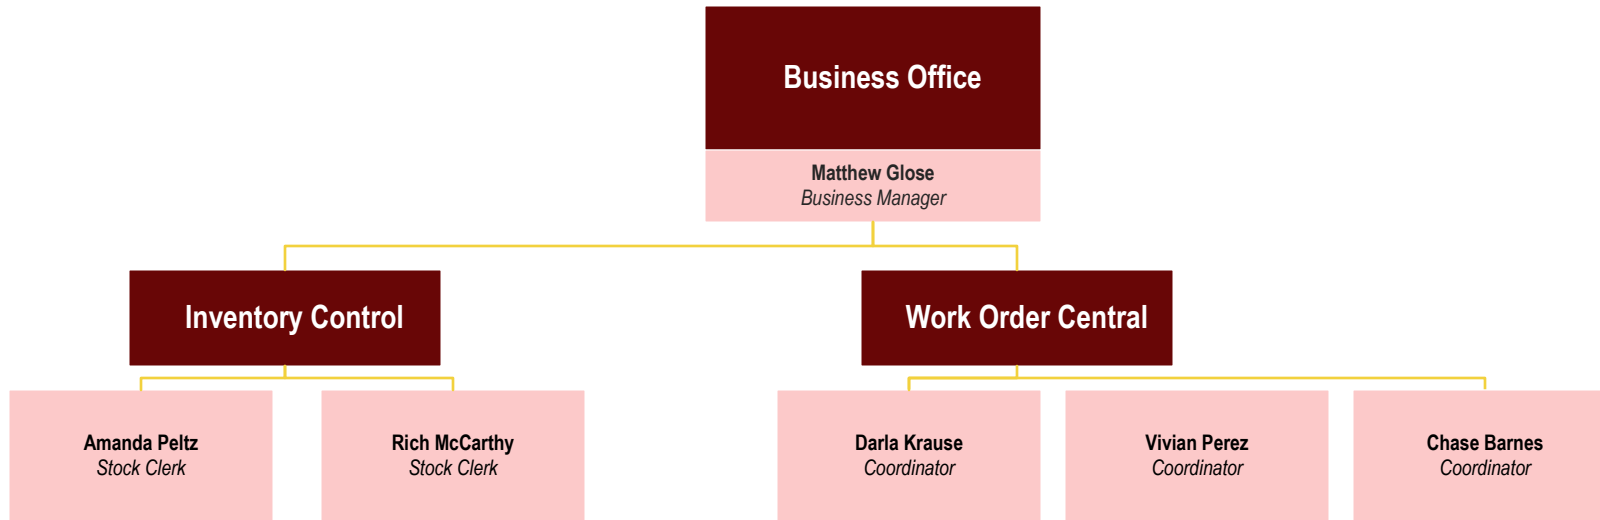 Business Office
Matthew Glose
Business Manager
Inventory Control
Work Order Central
Amanda Peltz
Stock Clerk
Rich McCarthy
Stock Clerk
Darla Krause
Coordinator
Vivian Perez
Coordinator
Chase Barnes
Coordinator